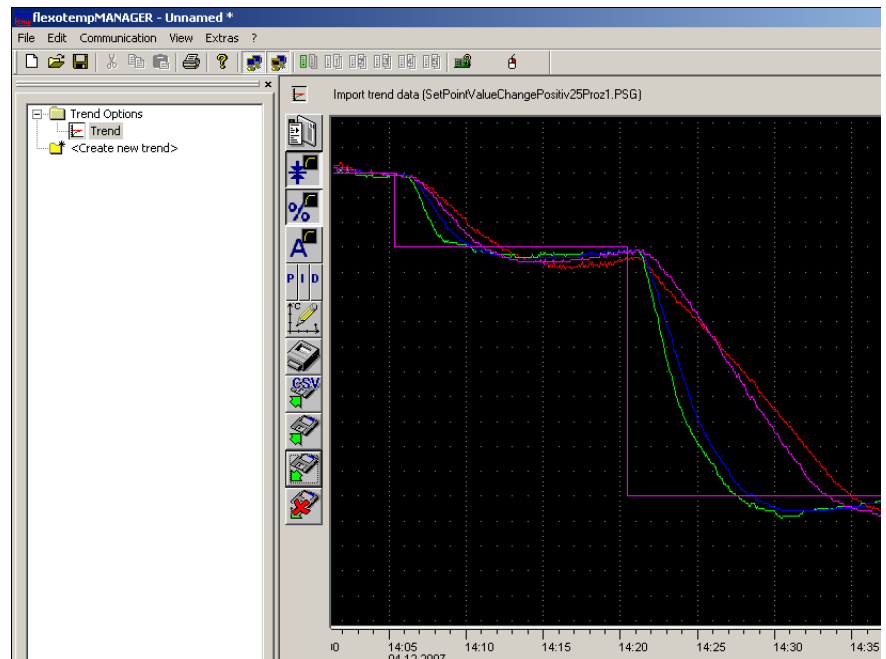 flexotempMANAGER - Unnamed *
File Edit Communication View Extras ?
Import trend data (SetPointValueChangePositiv25Proz1.PSG)
Trend Options
Trend
<Create new trend>
%
A
P I D
°C
CSV
14:05 14:10 14:15 14:20 14:25 14:30 14:35
04.12.2007